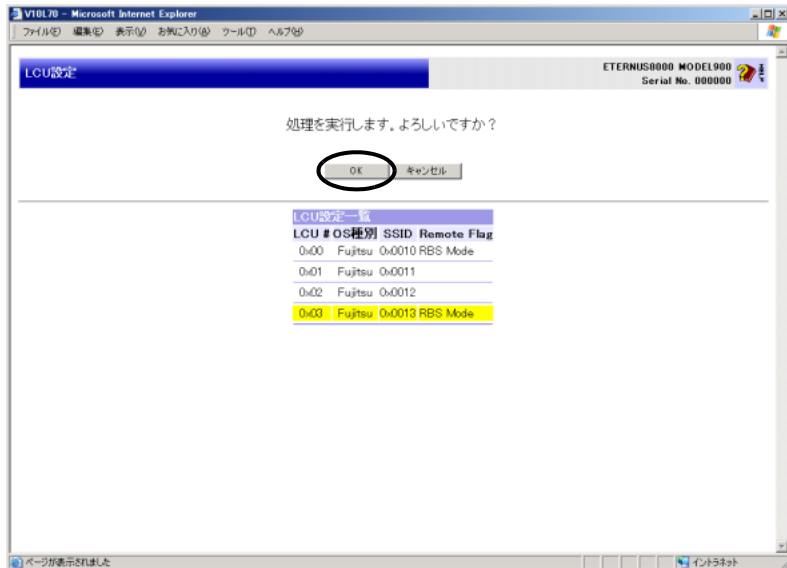 V10L70 - Microsoft Internet Explorer
ファイル(F) 編集(E) 表示(V) お気に入り(A) ツール(T) ヘルプ(H)
LCU設定
ETERNUS8000 MODEL900
Serial No. 000000
処理を実行します。よろしいですか？
OK キャンセル
LCU設定一覧
LCU # OS種別 SSID Remote Flag
0x00 Fujitsu 0x0010 RBS Mode
0x01 Fujitsu 0x0011
0x02 Fujitsu 0x0012
0x03 Fujitsu 0x0013 RBS Mode
ページが表示されました
イントラネット